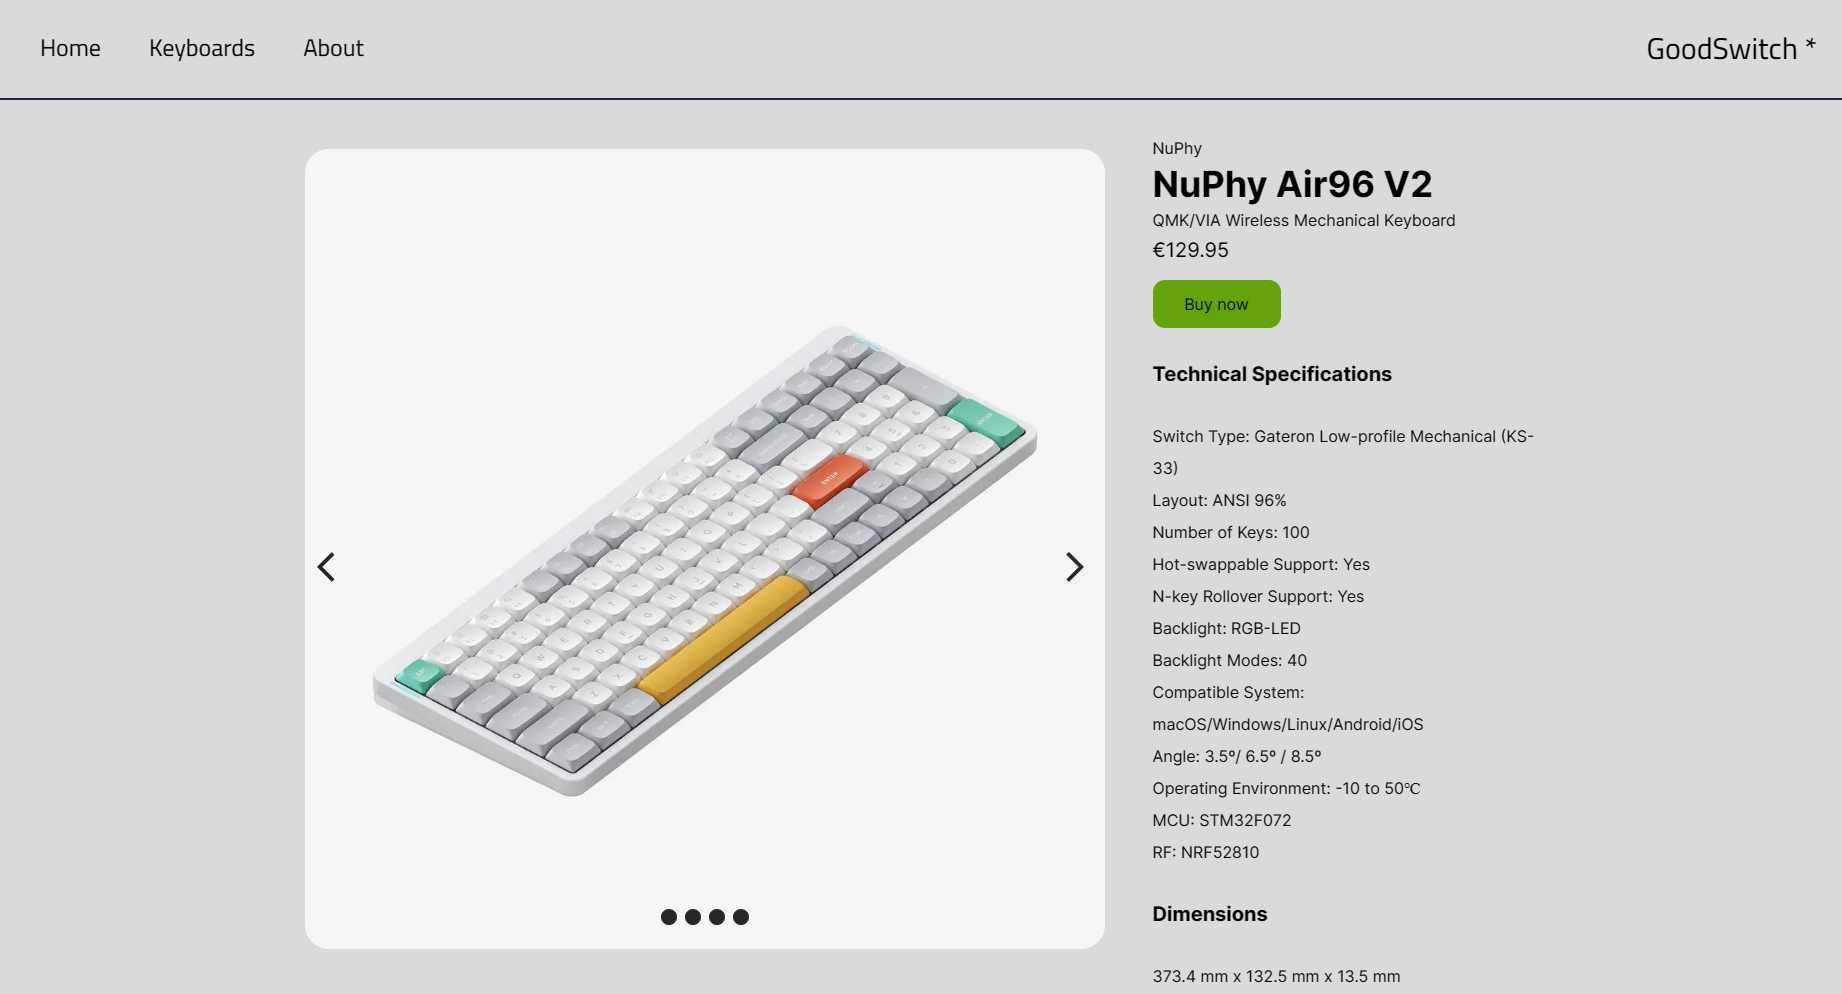 Home
Keyboards
About
GoodSwitch *
NuPhy
NuPhy Air96 V2
QMK/VIA Wireless Mechanical Keyboard
€129.95
Buy now
Technical Specifications
Switch Type: Gateron Low-profile Mechanical (KS-
33)
Layout: ANSI 96%
Number of Keys: 100
Hot-swappable Support: Yes
N-key Rollover Support: Yes
Backlight: RGB-LED
Backlight Modes: 40
Compatible System:
macOS/Windows/Linux/Android/iOS
Angle: 3.5º/ 6.5º / 8.5º
Operating Environment: -10 to 50℃
MCU: STM32F072
RF: NRF52810
Dimensions
373.4 mm x 132.5 mm x 13.5 mm